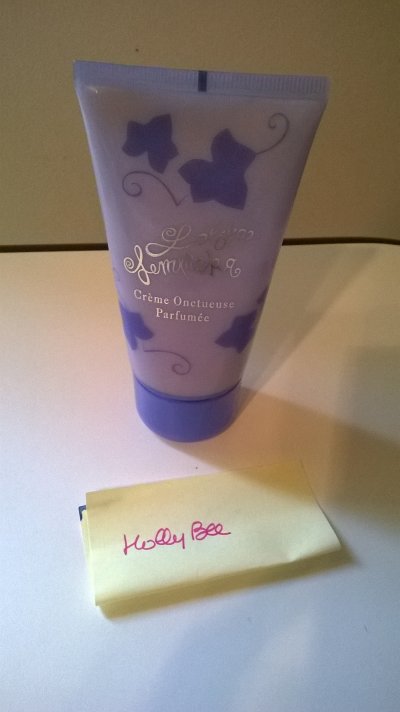 Lolita
Lempicka
Crème Onctueuse
Parfumée
Holly Bee